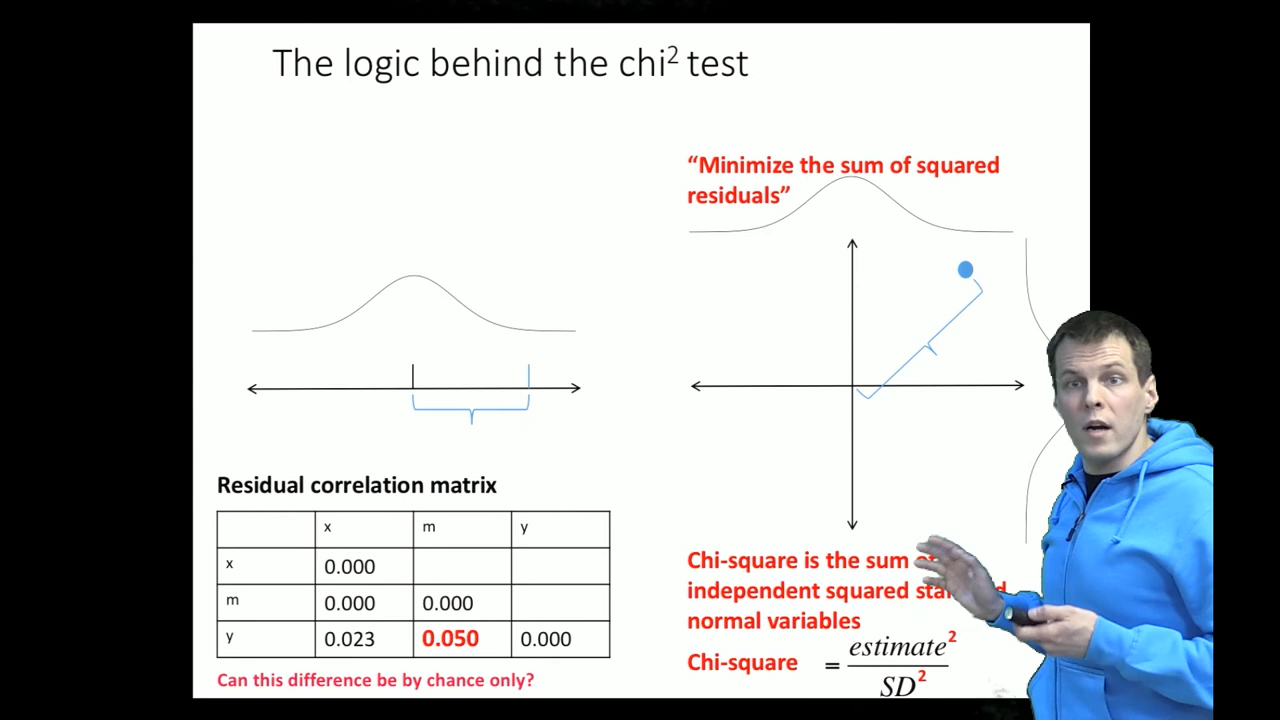 The logic behind the chi² test
“Minimize the sum of squared
residuals”
Residual correlation matrix
x m y
x 0.000
m 0.000 0.000
y 0.023 0.050 0.000
Can this difference be by chance only?
Chi-square is the sum
independent squared
normal variables
Chi-square = estimate²
SD²